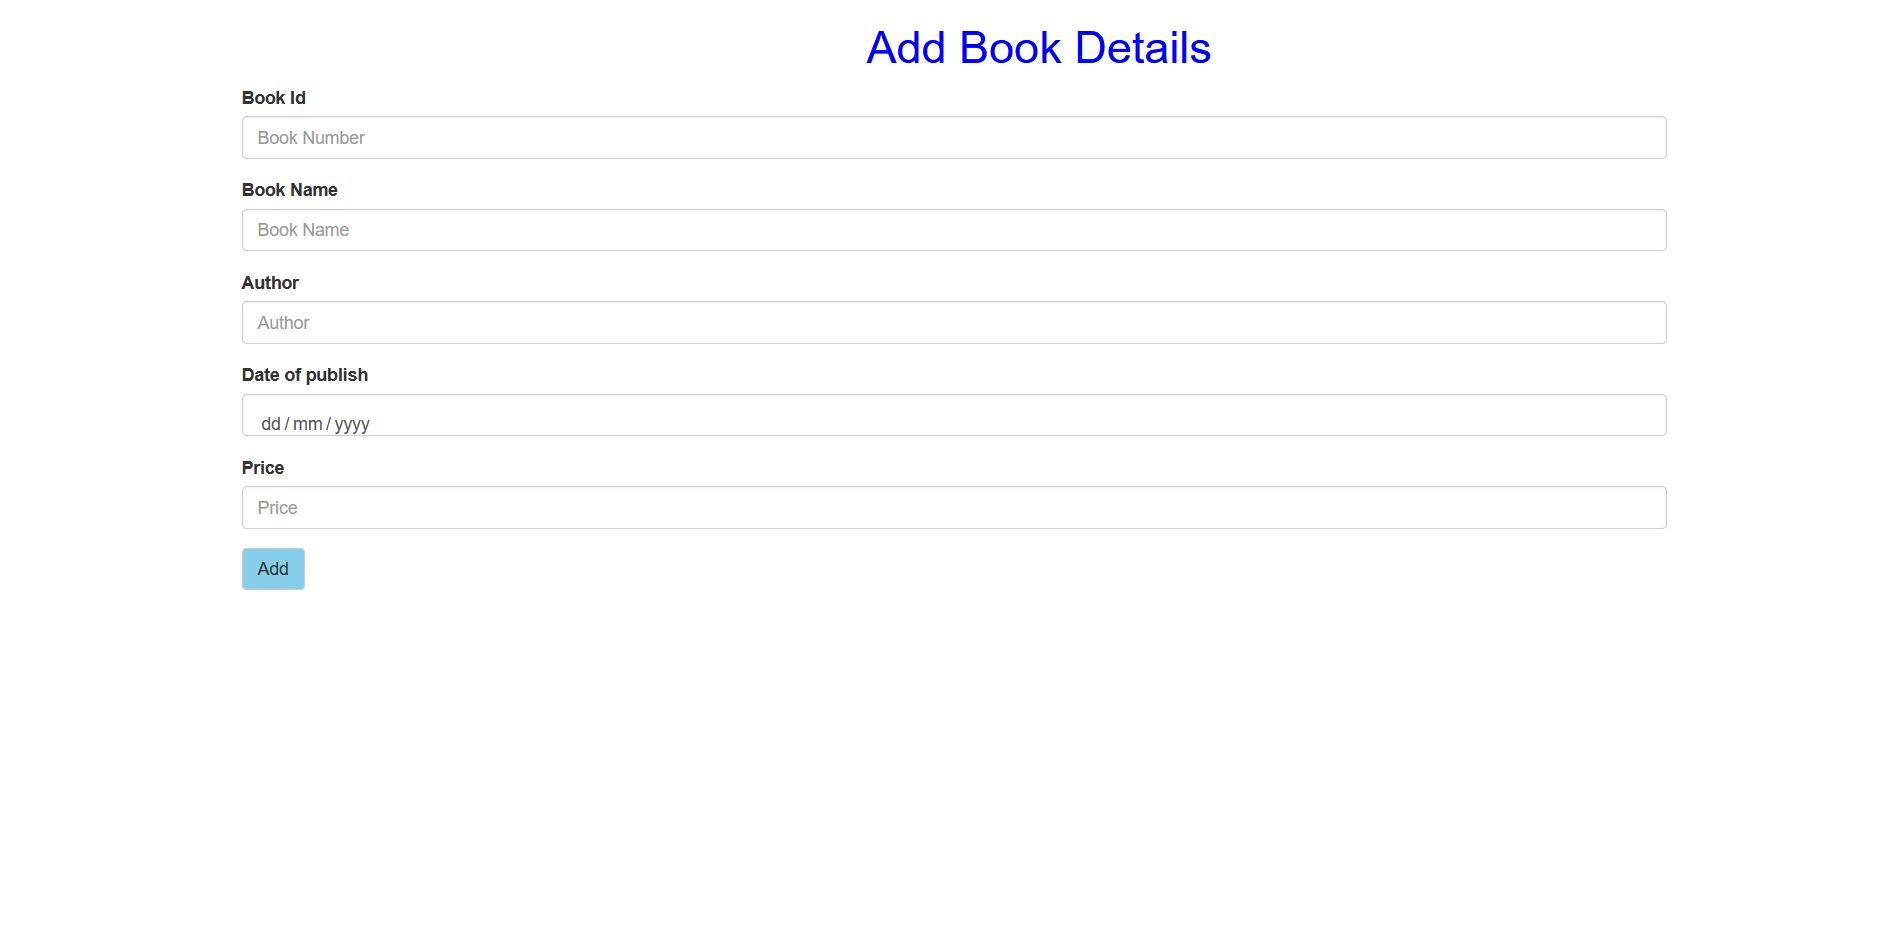 Add Book Details
Book Id
Book Number
Book Name
Book Name
Author
Author
Date of publish
dd/mm/yyyy
Price
Price
Add